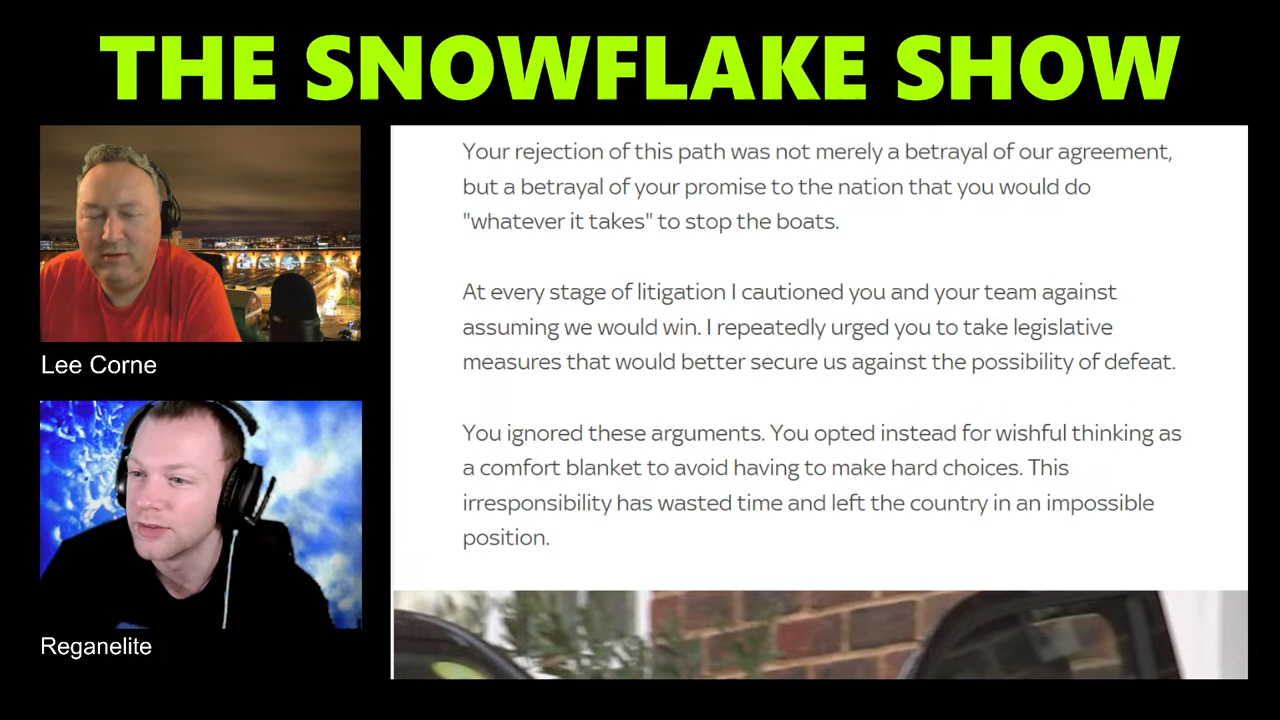 THE SNOWFLAKE SHOW
Lee Corne
Reganelite
Your rejection of this path was not merely a betrayal of our agreement,
but a betrayal of your promise to the nation that you would do
"whatever it takes" to stop the boats.
At every stage of litigation I cautioned you and your team against
assuming we would win. I repeatedly urged you to take legislative
measures that would better secure us against the possibility of defeat.
You ignored these arguments. You opted instead for wishful thinking as
a comfort blanket to avoid having to make hard choices. This
irresponsibility has wasted time and left the country in an impossible
position.